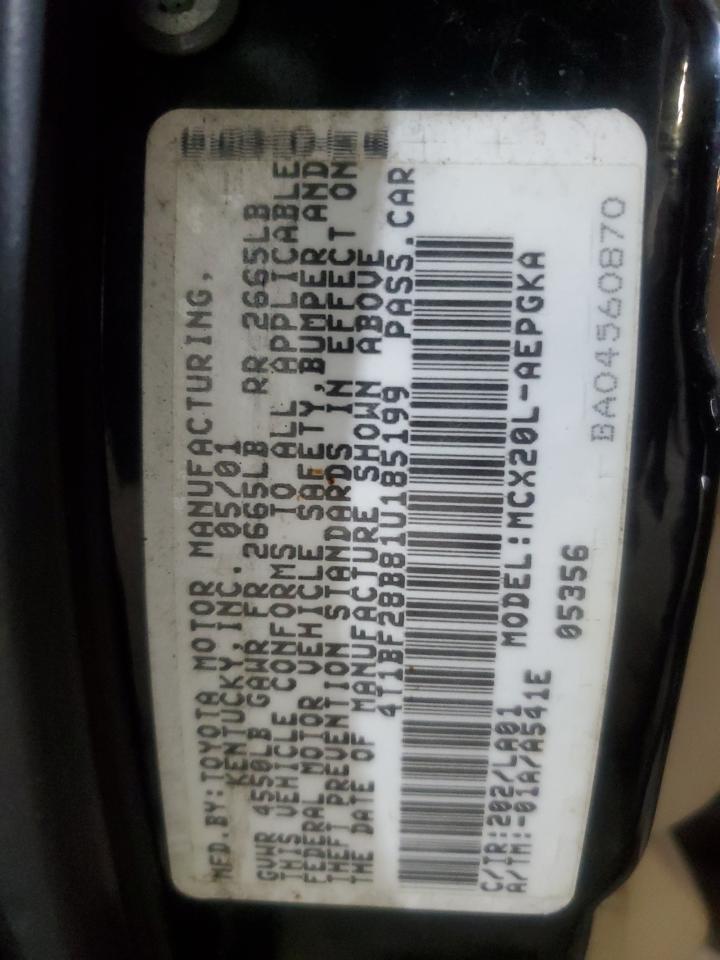 MFD.BY:TOYOTA MOTOR MANUFACTURING,
KENTUCKY,INC. 05/01
GVWR 4550LB GAWR FR 2665LB RR 2665LB
THIS VEHICLE CONFORMS TO ALL APPLICABLE
FEDERAL MOTOR VEHICLE SAFETY,BUMPER AND
THEFT PREVENTION STANDARDS IN EFFECT ON
THE DATE OF MANUFACTURE SHOWN ABOVE
4T1BF28B81U185199 PASS.CAR
C/TR:202/LA01 MODEL:MCX20L-AEPGKA
A/TM:-01A/A541E
05356 BA04560870